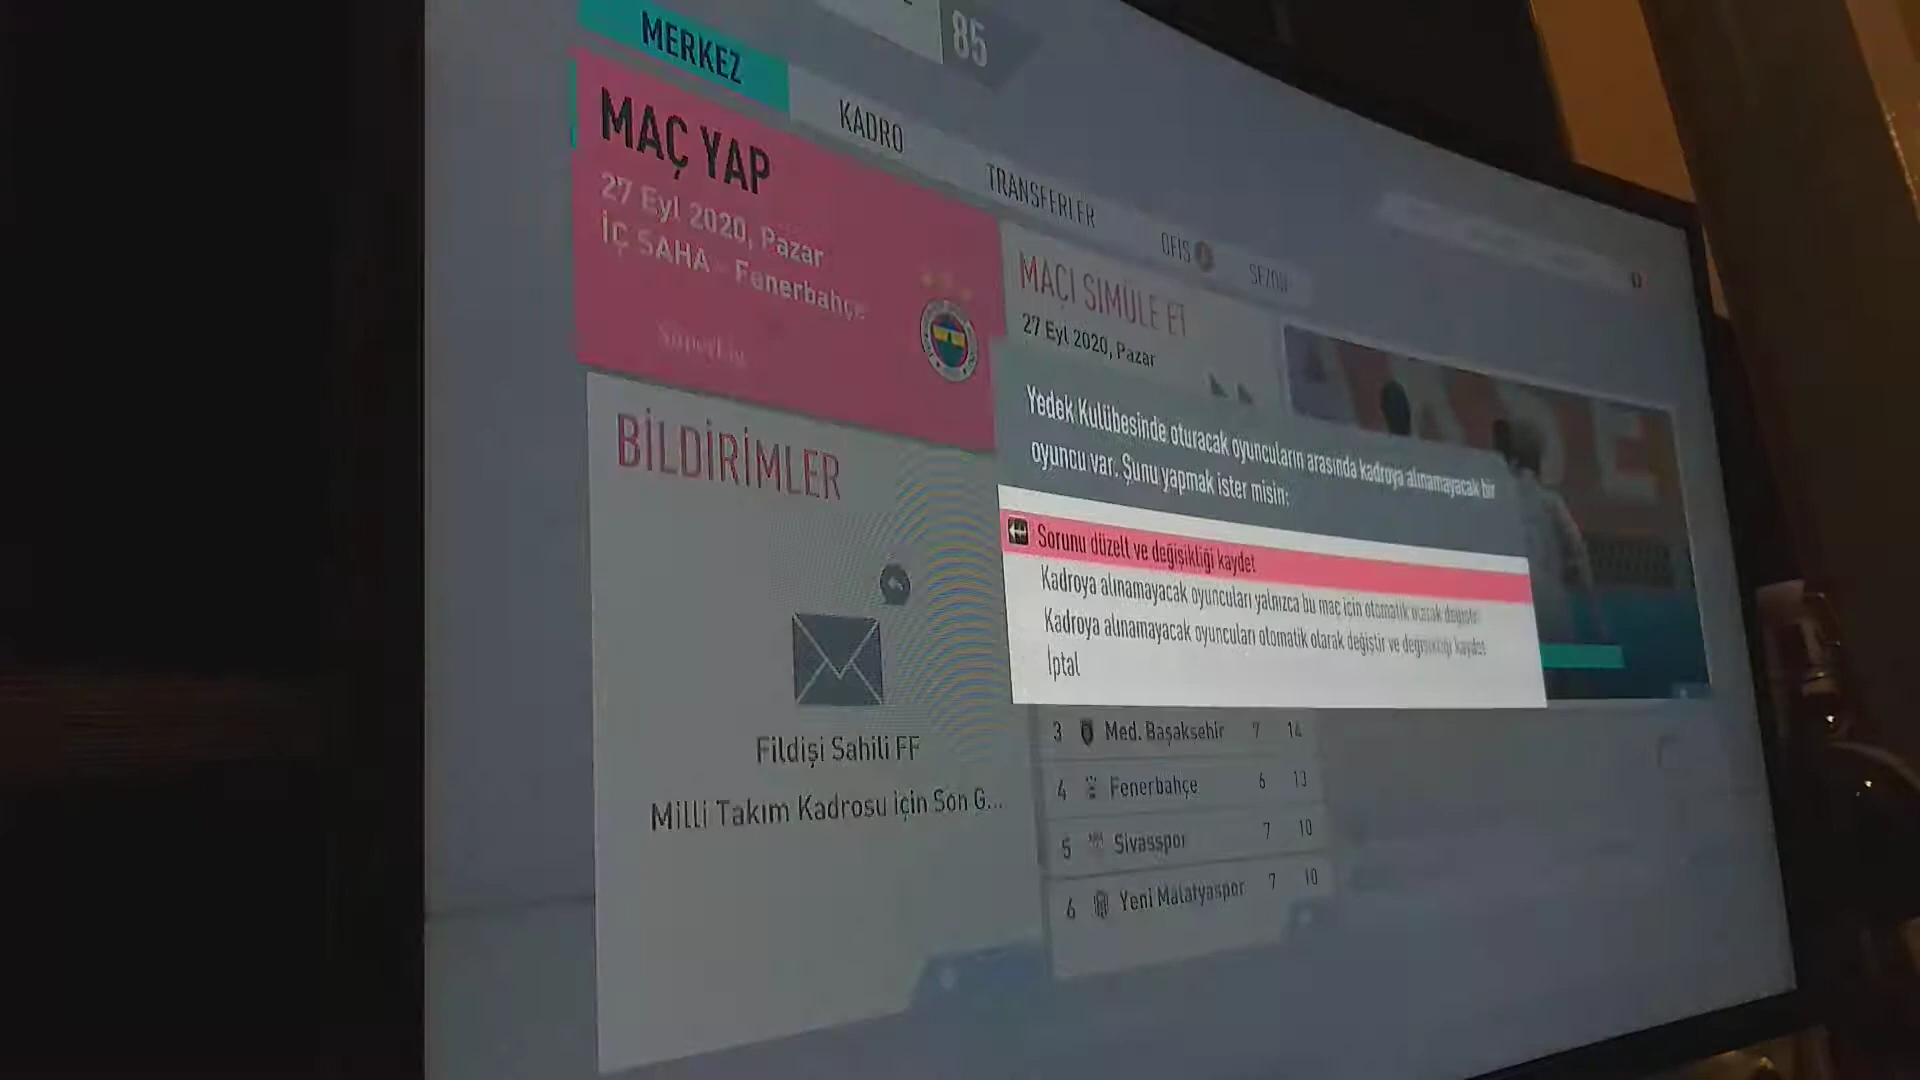 85
MERKEZ
KADRO
TRANSFERLER
OFİS
SEZON
MAÇ YAP
27 Eyl 2020, Pazar
İÇ SAHA - Fenerbahçe
SüperLig
MAÇI SİMÜLE ET
27 Eyl 2020, Pazar
Yedek Kulübesinde oturacak oyuncuların arasında kadroya alınamayacak bir
oyuncu var. Şunu yapmak ister misin:
Sorunu düzelt ve değişikliği kaydet
Kadroya alınamayacak oyuncuları yalnızca bu maç için otomatik olarak değiştir
Kadroya alınamayacak oyuncuları otomatik olarak değiştir ve değişikliği kaydet
İptal
BİLDİRİMLER
Fildişi Sahili FF
Milli Takım Kadrosu için Son G...
3 Med. Başakşehir 7 14
4 Fenerbahçe 6 13
5 Sivasspor 7 10
6 Yeni Malatyaspor 7 10